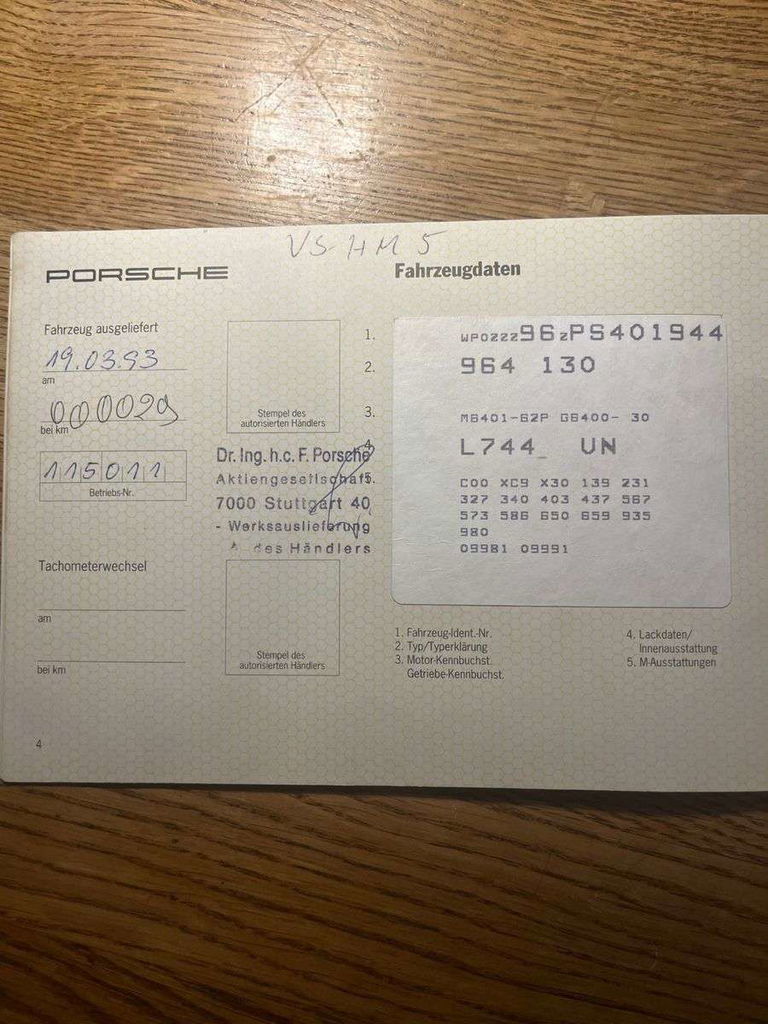 VS-HM 5
PORSCHE
Fahrzeugdaten
Fahrzeug ausgeliefert
19.03.93
am
000029
bei km
115011
Betriebs-Nr.
Stempel des
autorisierten Händlers
Dr. Ing. h.c. F. Porsche
Aktiengesellschaft
7000 Stuttgart 40
- Werksauslieferung
des Händlers
Tachometerwechsel
am
bei km
Stempel des
autorisierten Händlers
1.
WP0ZZZ96ZPS401944
2.
964 130
3.
M6401-62P G6400- 30
4.
L744_ UN
5.
C00 XC9 X30 139 231
327 340 403 437 567
573 586 650 659 935
980
09981 09991
1. Fahrzeug-Ident.-Nr.
2. Typ/Typerklärung
3. Motor-Kennbuchst.
Getriebe-Kennbuchst.
4. Lackdaten/
Innenausstattung
5. M-Ausstattungen
4